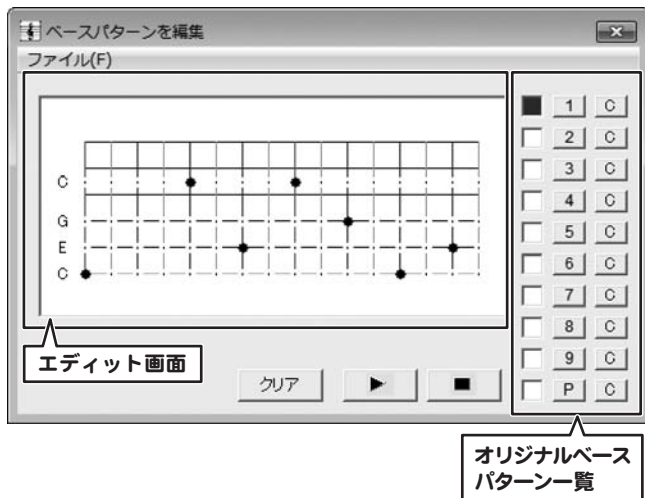 ベースパターンを編集
ファイル(F)
C
G
E
C
1 C
2 C
3 C
4 C
5 C
6 C
7 C
8 C
9 C
P C
エディット画面
クリア
オリジナルベース
パターン一覧